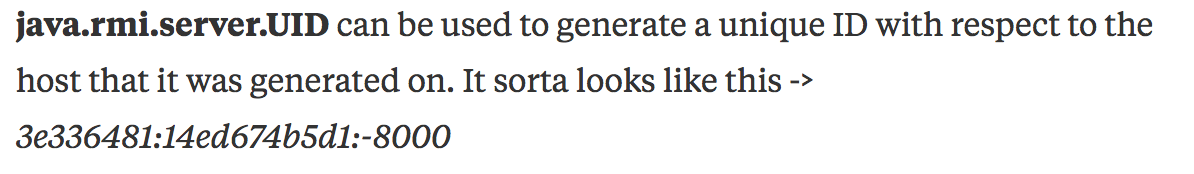 java.rmi.server.UID can be used to generate a unique ID with respect to the
host that it was generated on. It sorta looks like this ->
3e336481:14ed674b5d1:-8000